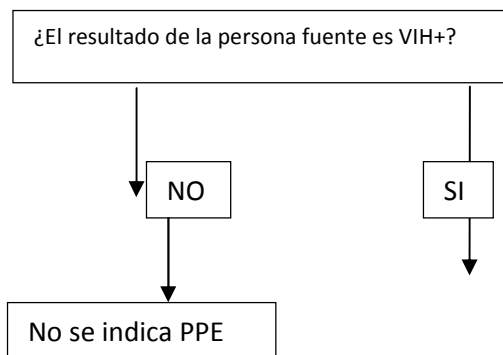 ¿El resultado de la persona fuente es VIH+?
NO
SI
No se indica PPE